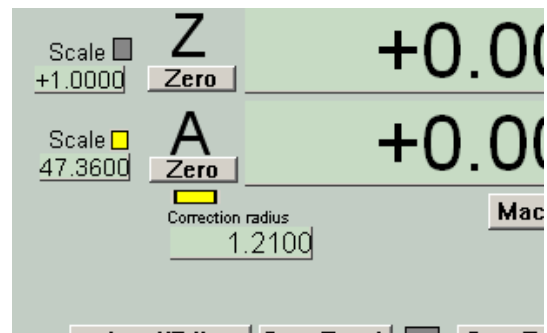 Scale Z +0.00
+1.0000 Zero
Scale A +0.00
47.3600 Zero
Correction radius Mac
1.2100